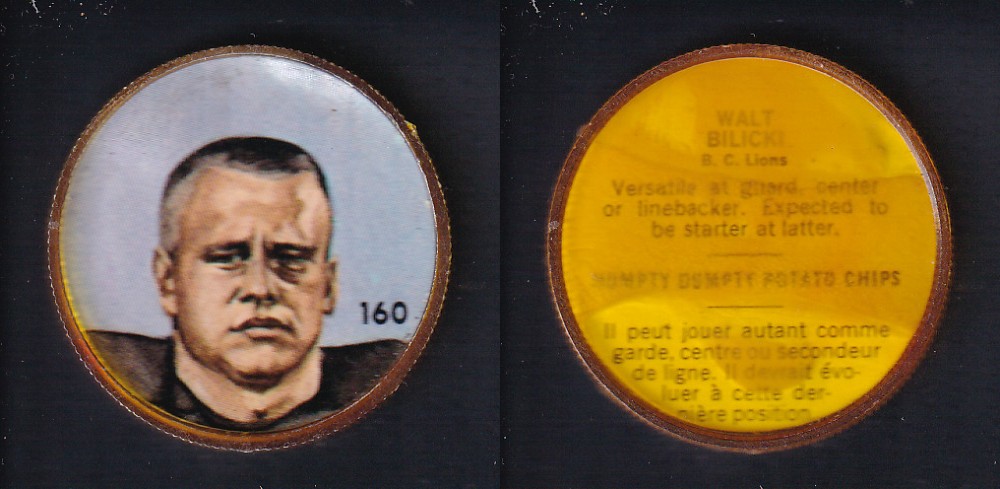 160
WALT
BILICKI
B. C. Lions
Versatile at guard, center
or linebacker. Expected to
be starter at latter.
HUMPTY DUMPTY POTATO CHIPS
Il peut jouer autant comme
garde, centre ou secondeur
de ligne. Il devrait évo-
luer à cette der-
nière position